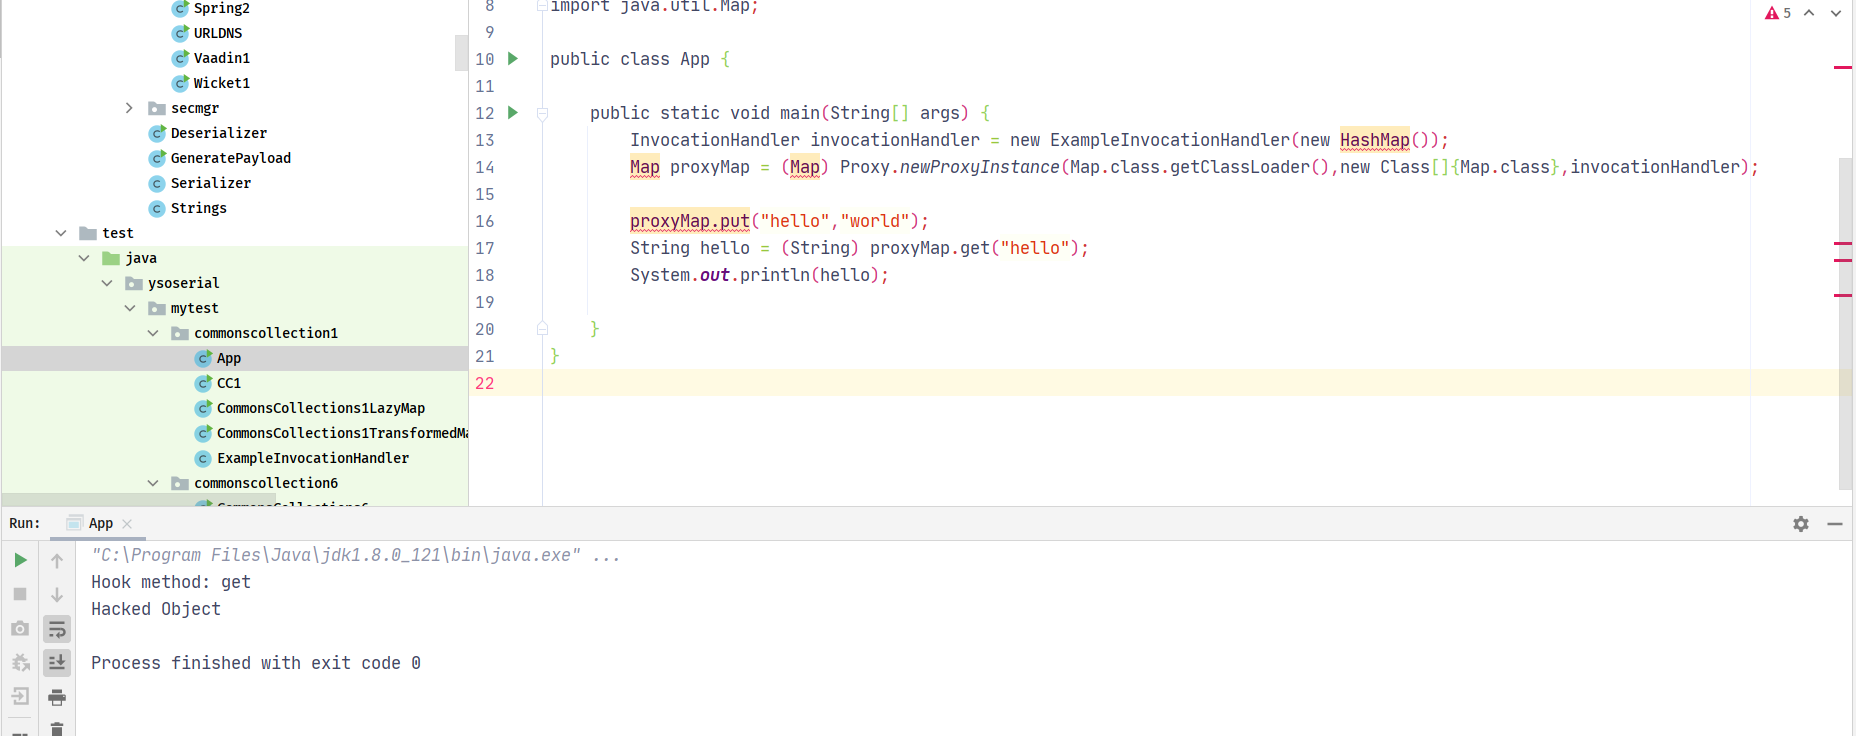 Spring2
URLDNS
Vaadin1
Wicket1
secmgr
Deserializer
GeneratePayload
Serializer
Strings
test
java
ysoserial
mytest
commonscollection1
App
CC1
CommonsCollections1LazyMap
CommonsCollections1TransformedMa
ExampleInvocationHandler
commonscollection6
CommonsCollections6
8 import java.util.Map;
9
10 public class App {
11
12 public static void main(String[] args) {
13 InvocationHandler invocationHandler = new ExampleInvocationHandler(new HashMap());
14 Map proxyMap = (Map) Proxy.newProxyInstance(Map.class.getClassLoader(),new Class[]{Map.class},invocationHandler);
15
16 proxyMap.put("hello","world");
17 String hello = (String) proxyMap.get("hello");
18 System.out.println(hello);
19
20 }
21 }
22
5
Run: App
"C:\Program Files\Java\jdk1.8.0_121\bin\java.exe" ...
Hook method: get
Hacked Object
Process finished with exit code 0